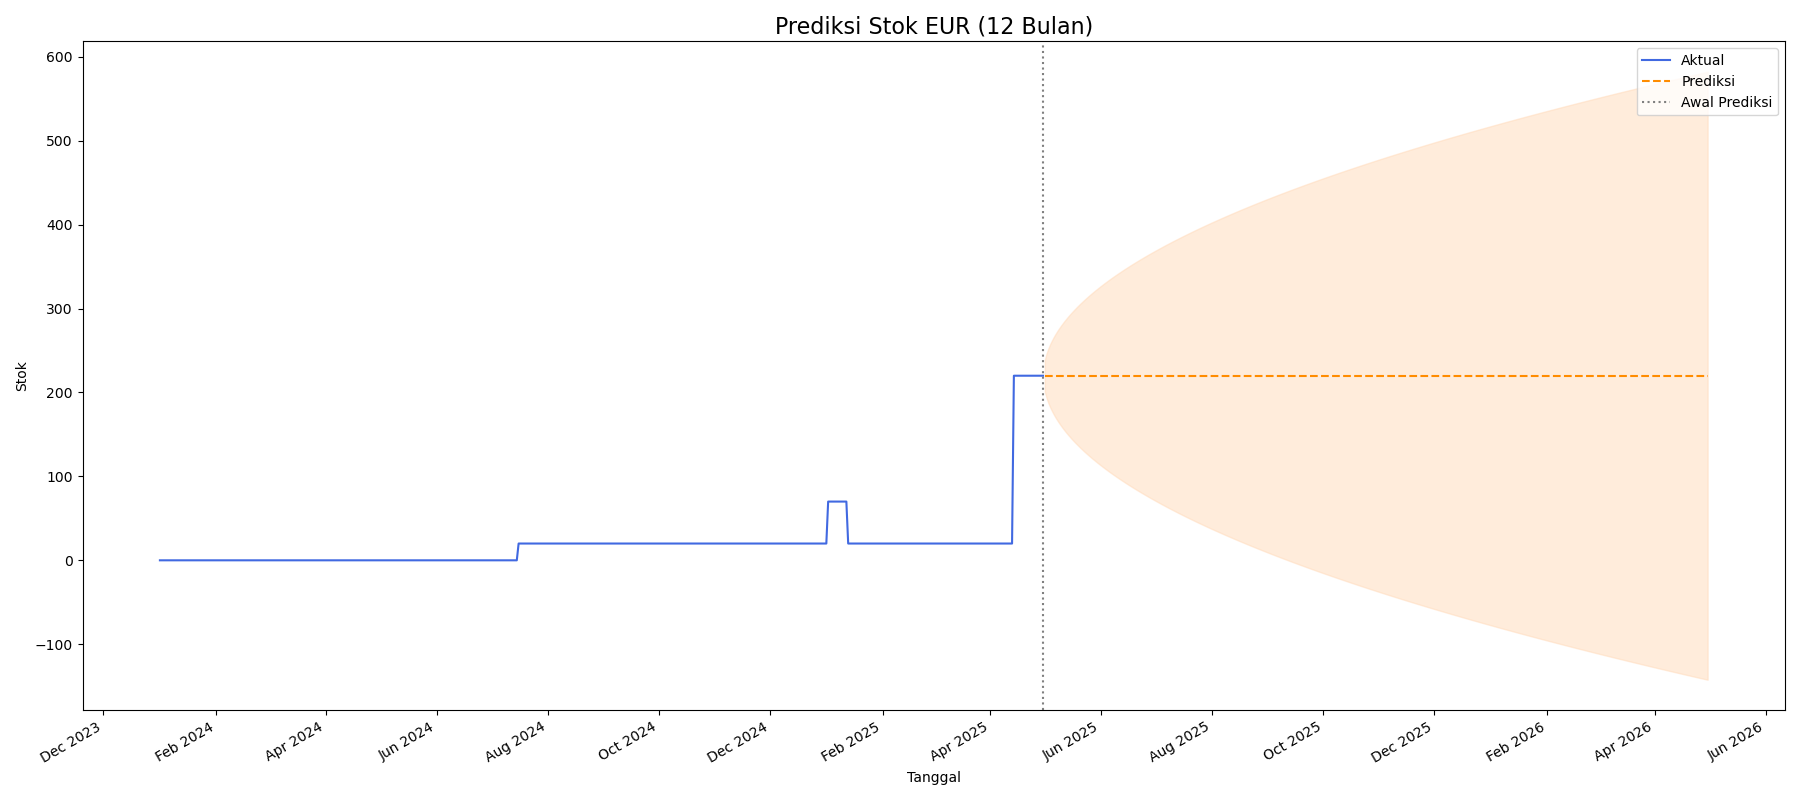 Prediksi Stok EUR (12 Bulan)
600
500
400
300
200
100
0
−100
Stok
Aktual
Prediksi
Awal Prediksi
Dec 2023
Feb 2024
Apr 2024
Jun 2024
Aug 2024
Oct 2024
Dec 2024
Feb 2025
Apr 2025
Jun 2025
Aug 2025
Oct 2025
Dec 2025
Feb 2026
Apr 2026
Jun 2026
Tanggal